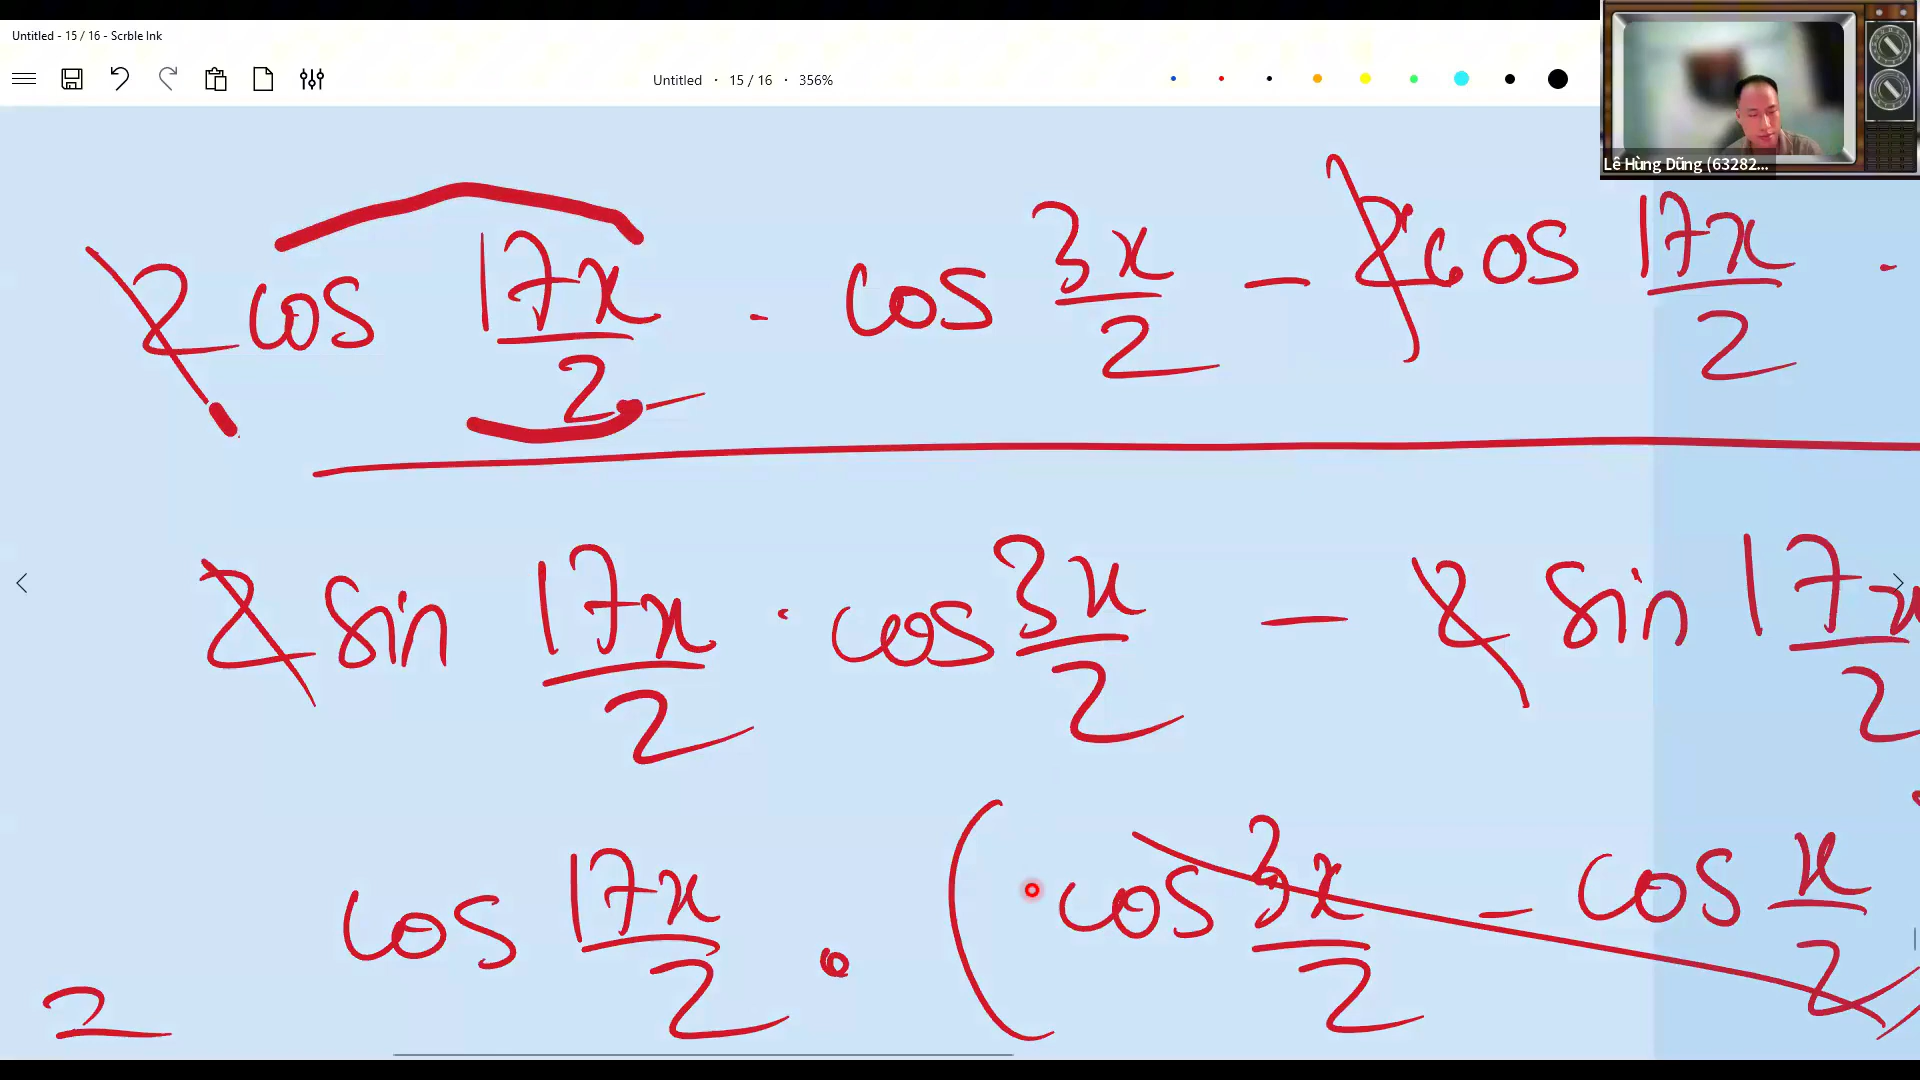 Untitled - 15 / 16 - Scrble Ink
Untitled • 15 / 16 • 356%
Lê Hùng Dũng (63282...
2 cos 17x/2 . cos 3x/2 − 2 cos 17x/2 .
2 sin 17x/2 . cos 3x/2 − 2 sin 17x/2
= cos 17x/2 . ( cos 3x/2 − cos x/2 )